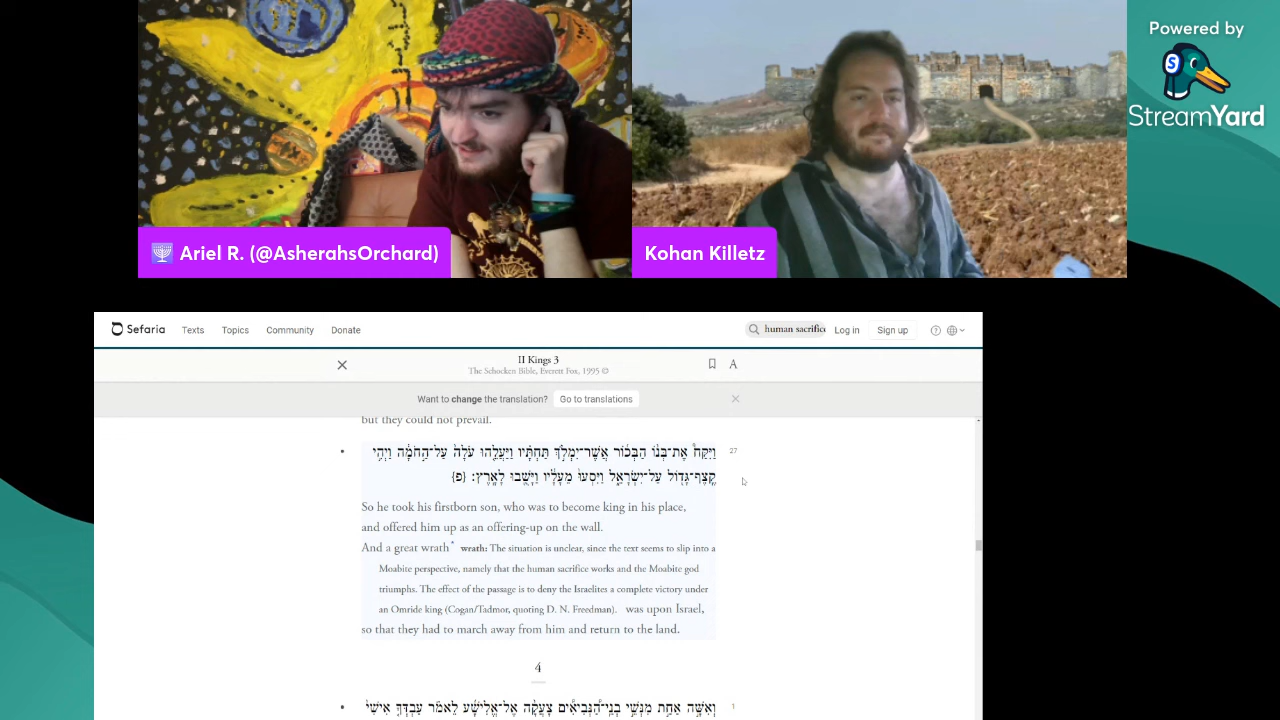 Powered by
S
StreamYard
Ariel R. (@AsherahsOrchard)
Kohan Killetz
Sefaria Texts Topics Community Donate human sacrific Log in Sign up
II Kings 3
A
The Schocken Bible, Everett Fox, 1995 ©
Want to change the translation? Go to translations
but they could not prevail.
27
וַיִּקַּח֩ אֶת־בְּנ֨וֹ הַבְּכ֜וֹר אֲשֶׁר־יִמְלֹ֣ךְ תַּחְתָּ֗יו וַיַּעֲלֵ֤הוּ עֹלָה֙ עַל־הַ֣חֹמָ֔ה וַיְהִ֥י
קֶצֶף־גָּד֖וֹל עַל־יִשְׂרָאֵ֑ל וַיִּסְעוּ֙ מֵעָלָ֔יו וַיָּשֻׁ֖בוּ לָאָֽרֶץ׃ {פ}
So he took his firstborn son, who was to become king in his place,
and offered him up as an offering-up on the wall.
And a great wrath* wrath: The situation is unclear, since the text seems to slip into a
Moabite perspective, namely that the human sacrifice works and the Moabite god
triumphs. The effect of the passage is to deny the Israelites a complete victory under
an Omride king (Cogan/Tadmor, quoting D. N. Freedman). was upon Israel,
so that they had to march away from him and return to the land.
4
1
וְאִשָּׁ֣ה אַחַ֣ת מִנְּשֵׁ֣י בְנֵֽי־הַ֠נְּבִיאִ֠ים צָעֲקָ֨ה אֶל־אֱלִישָׁ֜ע לֵאמֹ֗ר עַבְדְּךָ֤ אִישִׁי֙